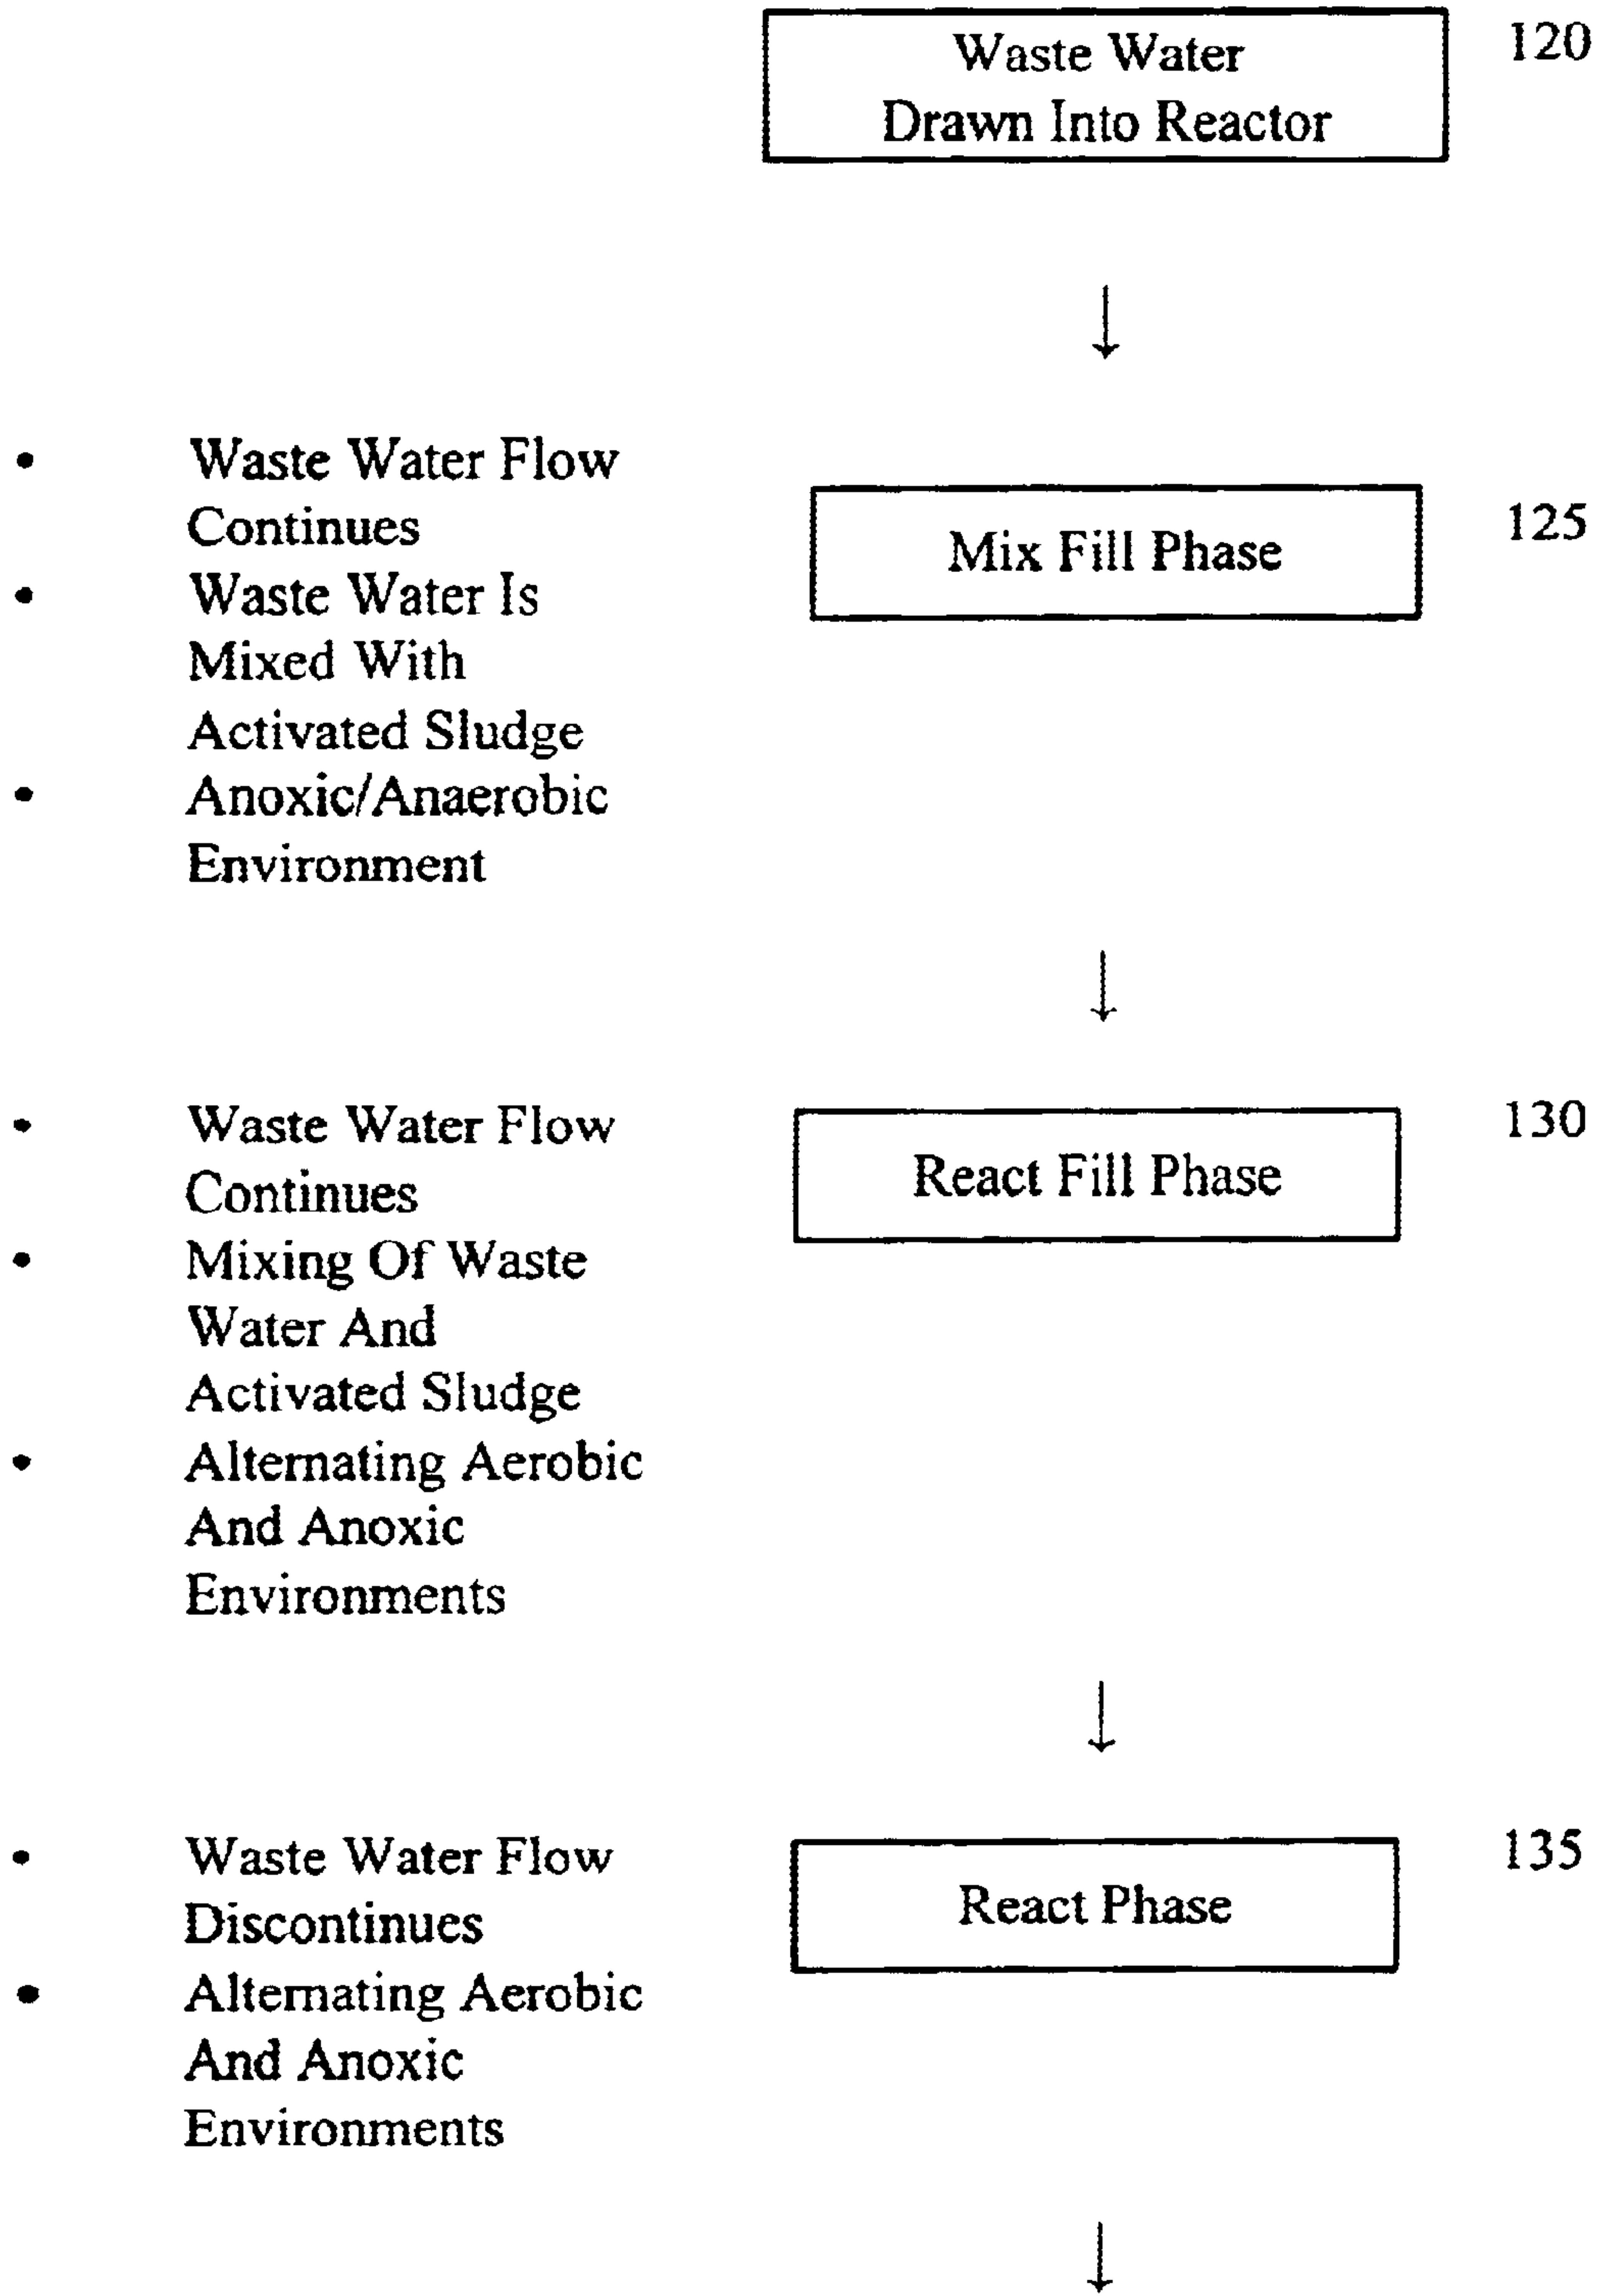 Waste Water
Drawn Into Reactor
120
↓
• Waste Water Flow
Continues
• Waste Water Is
Mixed With
Activated Sludge
• Anoxic/Anaerobic
Environment
Mix Fill Phase
125
↓
• Waste Water Flow
Continues
• Mixing Of Waste
Water And
Activated Sludge
• Alternating Aerobic
And Anoxic
Environments
React Fill Phase
130
↓
• Waste Water Flow
Discontinues
• Alternating Aerobic
And Anoxic
Environments
React Phase
135
↓